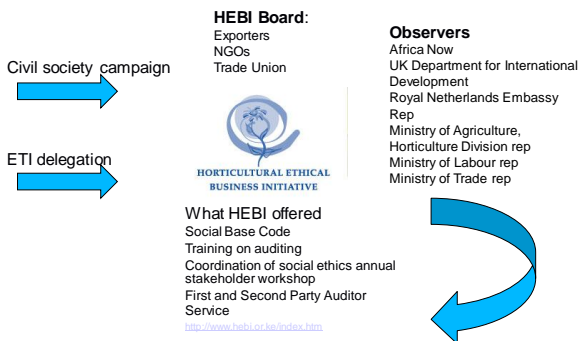 Civil society campaign
ETI delegation
HEBI Board:
Exporters
NGOs
Trade Union
HORTICULTURAL ETHICAL
BUSINESS INITIATIVE
What HEBI offered
Social Base Code
Training on auditing
Coordination of social ethics annual
stakeholder workshop
First and Second Party Auditor
Service
http://www.hebi.or.ke/index.htm
Observers
Africa Now
UK Department for International
Development
Royal Netherlands Embassy
Rep
Ministry of Agriculture,
Horticulture Division rep
Ministry of Labour rep
Ministry of Trade rep